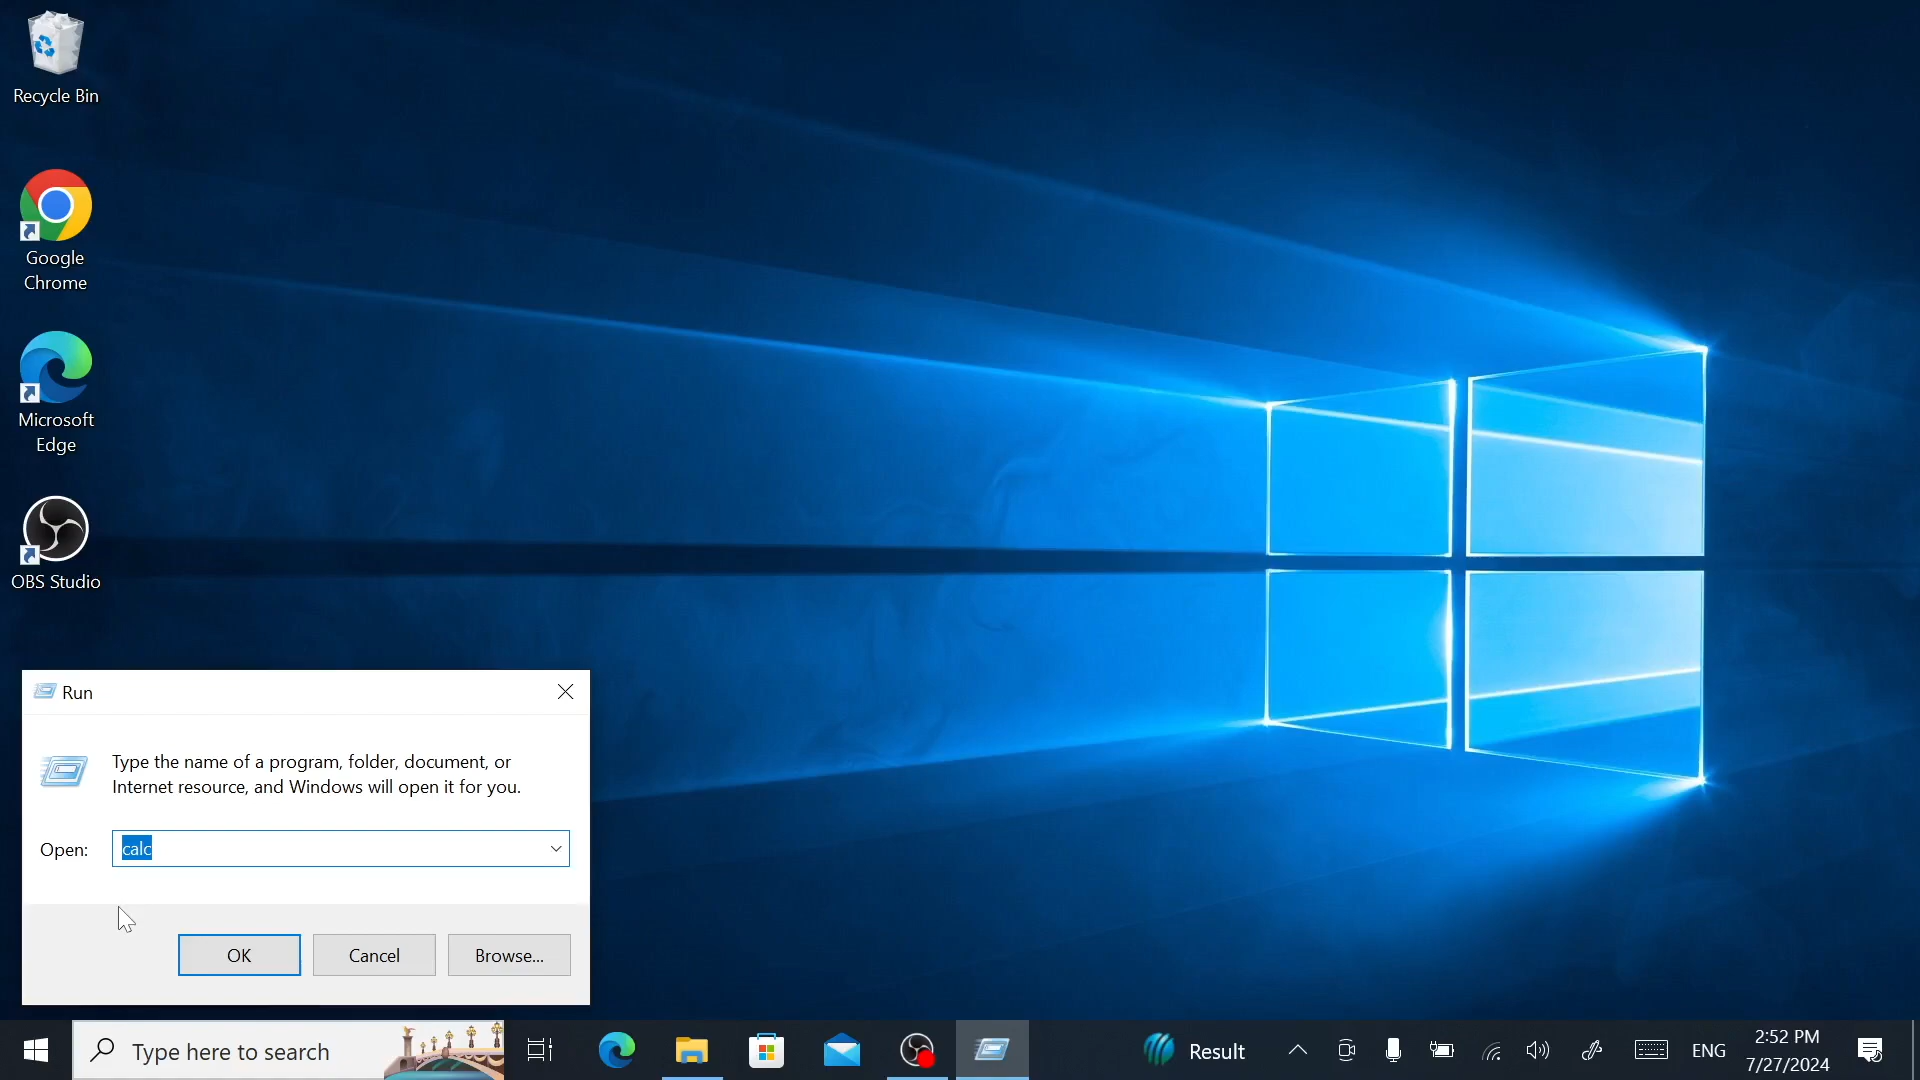 Recycle Bin
Google
Chrome
Microsoft
Edge
OBS Studio
Run
Type the name of a program, folder, document, or
Internet resource, and Windows will open it for you.
Open:
calc
OK
Cancel
Browse...
Type here to search
Result
ENG
2:52 PM
7/27/2024